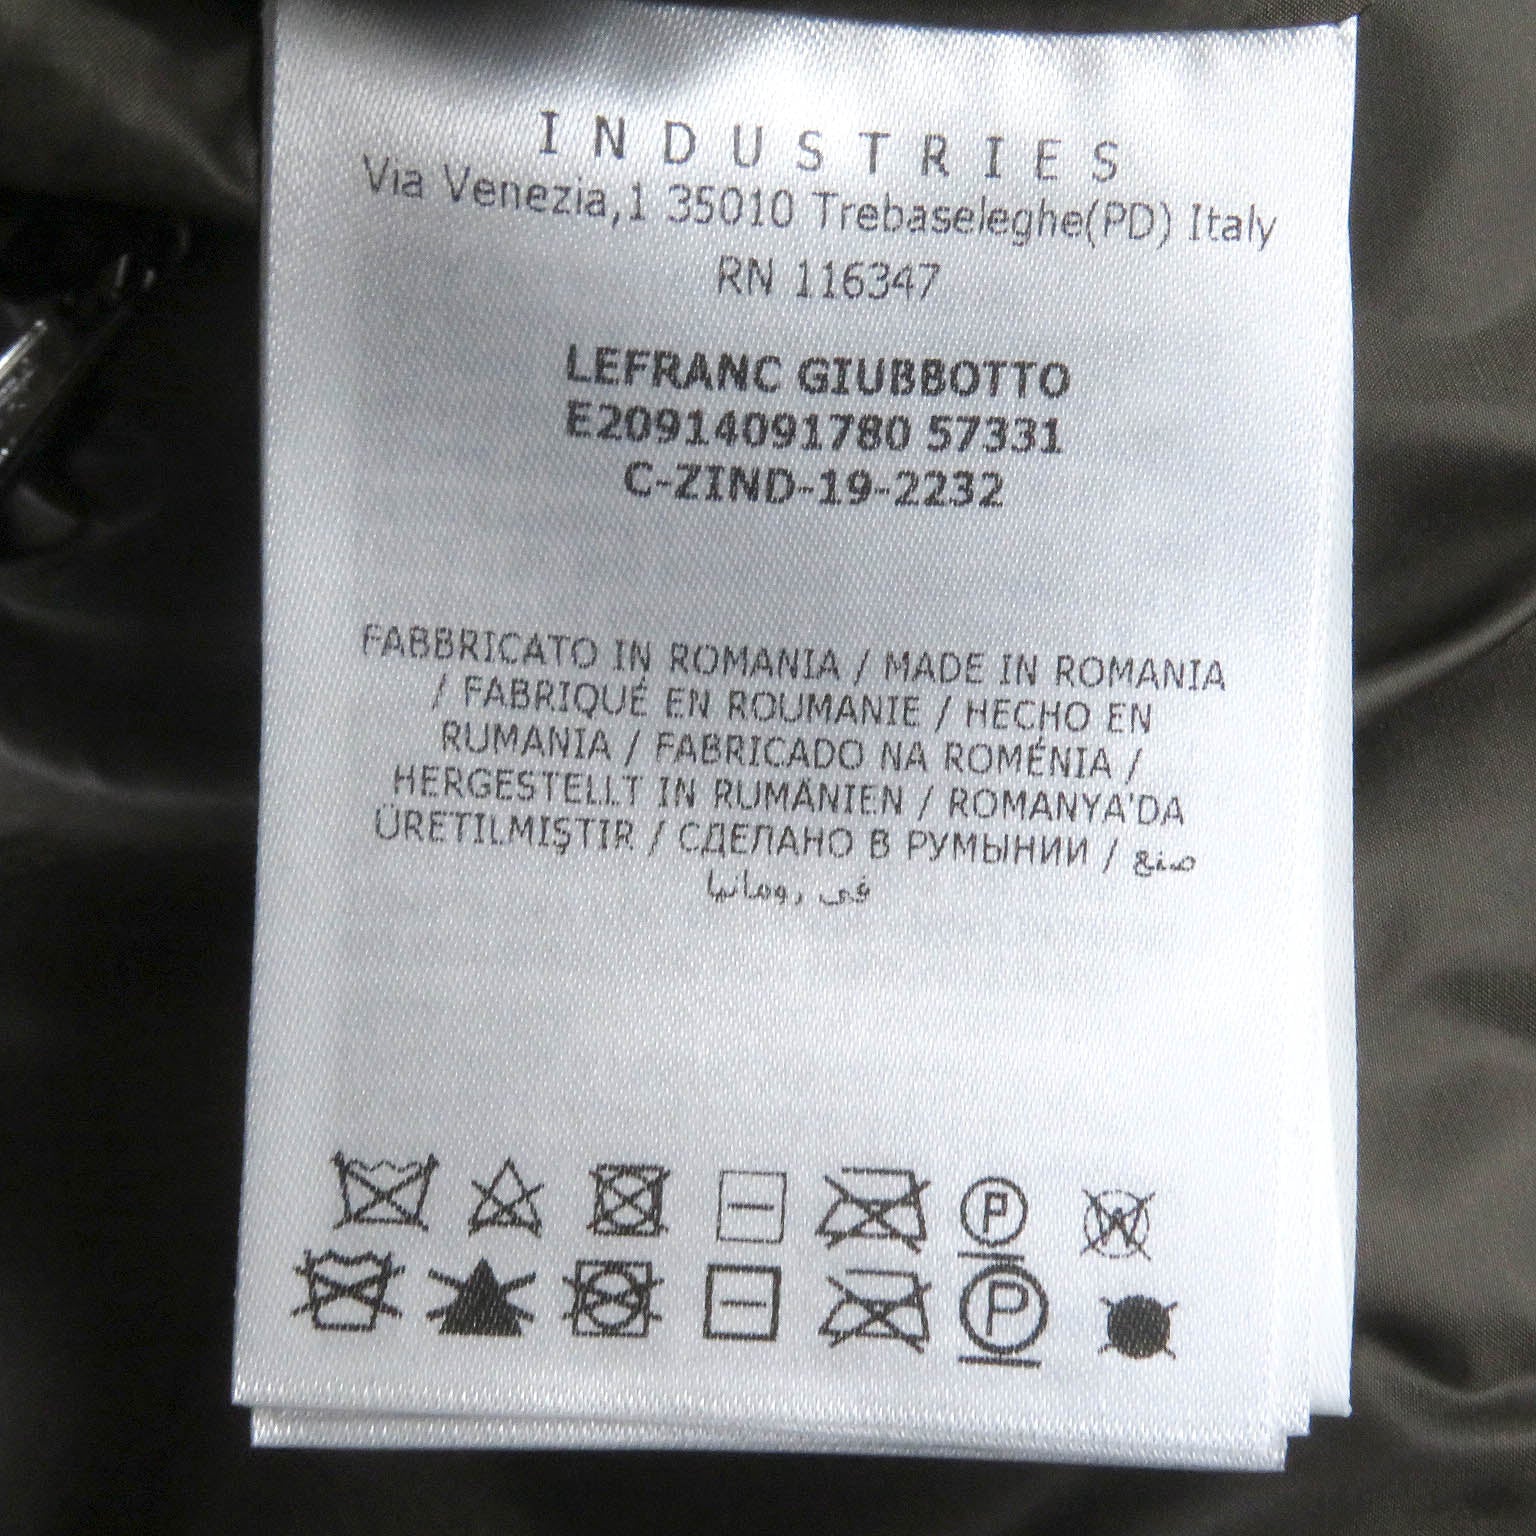 INDUSTRIES
Via Venezia,1 35010 Trebaseleghe(PD) Italy
RN 116347
LEFRANC GIUBBOTTO
E20914091780 57331
C-ZIND-19-2232
FABBRICATO IN ROMANIA / MADE IN ROMANIA
/ FABRIQUÉ EN ROUMANIE / HECHO EN
RUMANIA / FABRICADO NA ROMÉNIA /
HERGESTELLT IN RUMÄNIEN / ROMANYA'DA
ÜRETILMIŞTIR / СДЕЛАНО В РУМЫНИИ / صنع
في رومانيا
P W
P